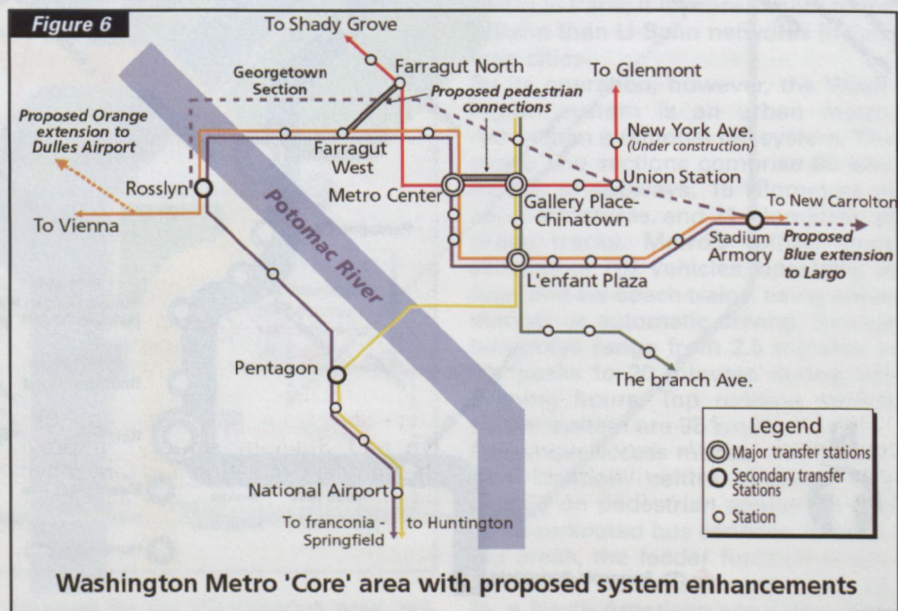 Figure 6
To Shady Grove
Farragut North
Georgetown
Section
Proposed pedestrian
connections
To Glenmont
New York Ave.
(Under construction)
Union Station
Proposed Orange
extension to
Dulles Airport
Farragut
West
Rosslyn
To Vienna
Metro Center
Gallery Place-
Chinatown
To New Carrolton
Stadium
Armory
Proposed
Blue extension
to Largo
Potomac River
L'enfant Plaza
Pentagon
The branch Ave.
National Airport
To franconia -
Springfield
to Huntington
Legend
Major transfer stations
Secondary transfer
Stations
Station
Washington Metro 'Core' area with proposed system enhancements